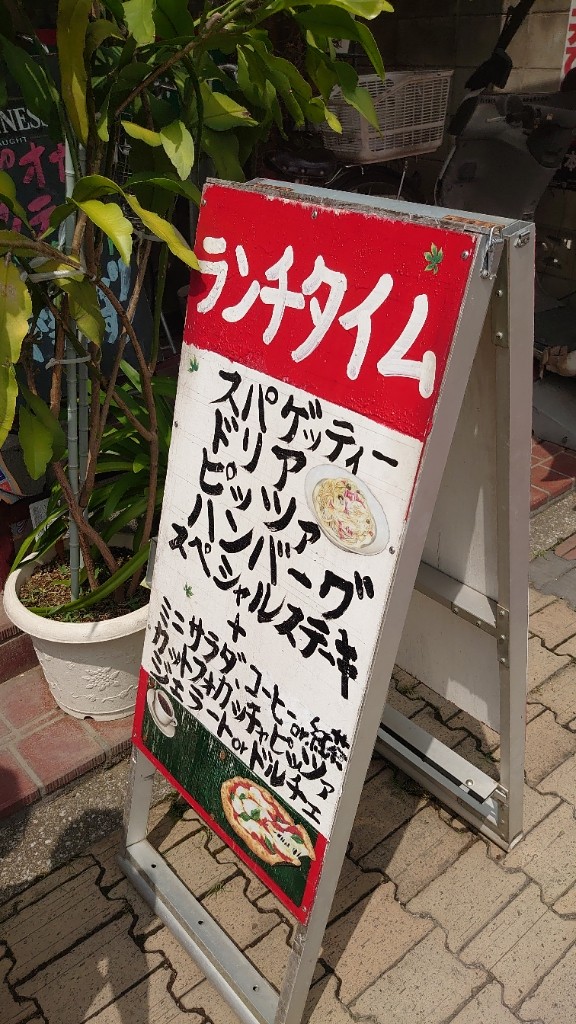 ランチタイム
スパゲッティー
ドリア
ピッツァ
ハンバーグ
スペシャルステーキ
+
ミニサラダ・コーヒーor紅茶
カットフォカッチャピッツァ
ジェラートorドルチェ